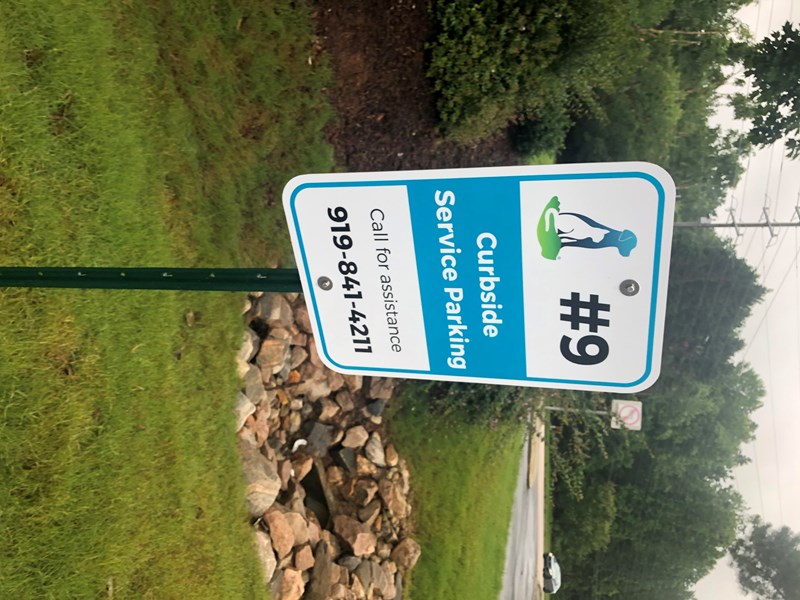 #9
Curbside
Service Parking
Call for assistance
919-841-4211